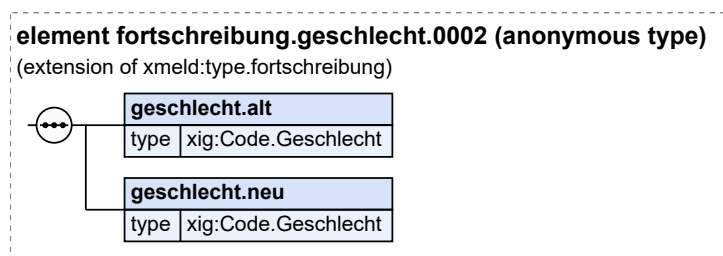 element fortschreibung.geschlecht.0002 (anonymous type)
(extension of xmeld:type.fortschreibung)
geschlecht.alt
type xig:Code.Geschlecht
geschlecht.neu
type xig:Code.Geschlecht